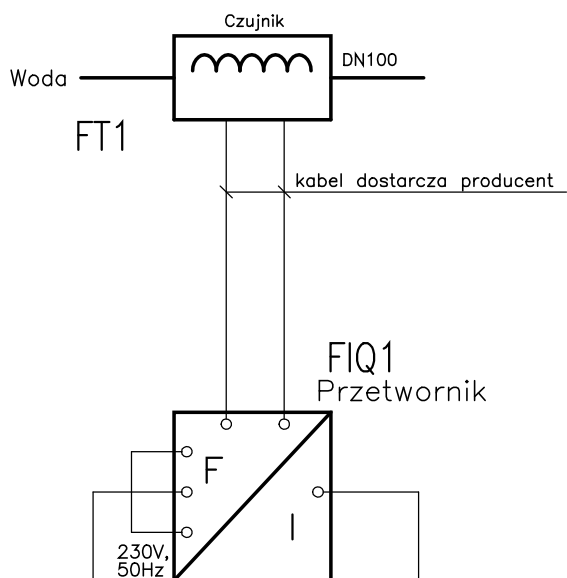 Czujnik
Woda
DN100
FT1
kabel dostarcza producent
FIQ1
Przetwornik
F
I
230V,
50Hz